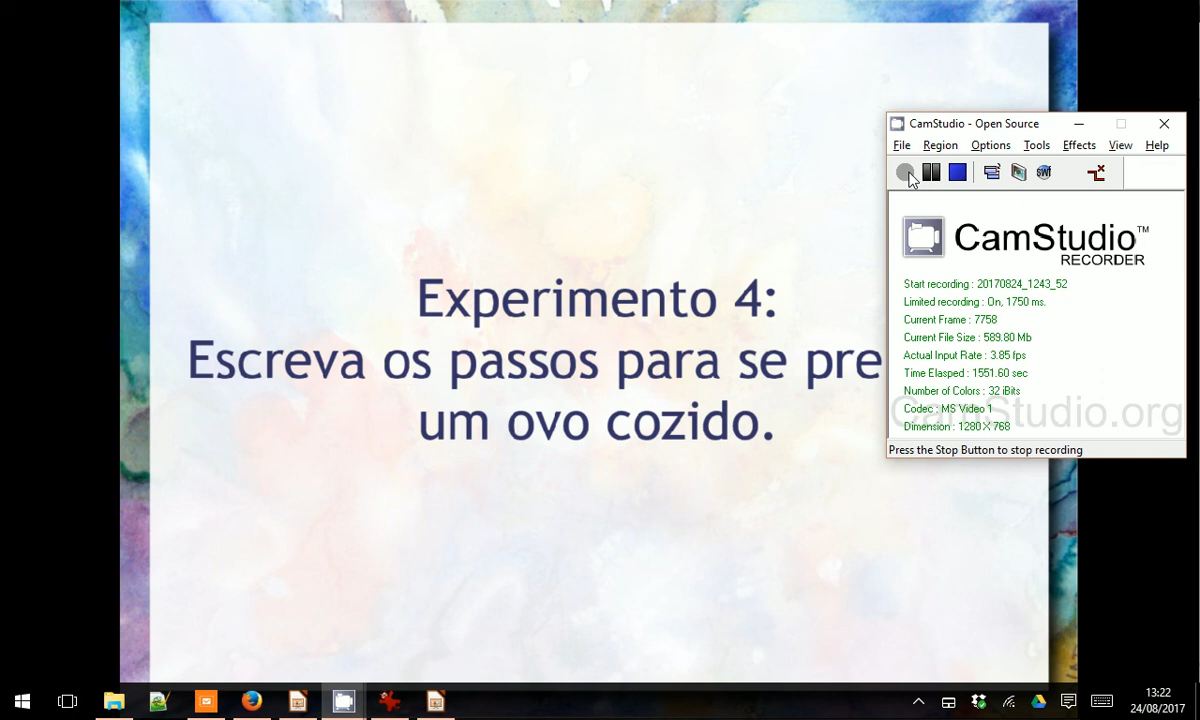 Experimento 4:
Escreva os passos para se pre
um ovo cozido.
CamStudio - Open Source
File Region Options Tools Effects View Help
SWF
CamStudio™
RECORDER
Start recording : 20170824_1243_52
Limited recording : On, 1750 ms.
Current Frame : 7758
Current File Size : 589.80 Mb
Actual Input Rate : 3.85 fps
Time Elasped : 1551.60 sec
Number of Colors : 32 iBits
Codec : MS Video 1
Dimension : 1280 X 768
CamStudio.org
Press the Stop Button to stop recording
13:22
24/08/2017